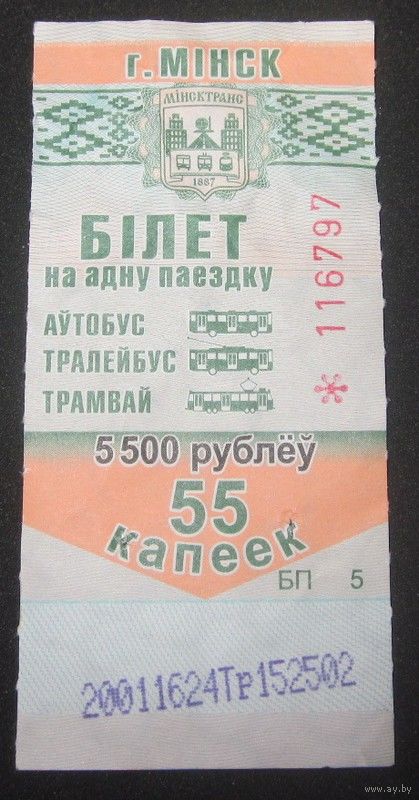 г. МІНСК
МІНСКТРАНС
1887
БІЛЕТ
на адну паездку
АЎТОБУС
ТРАЛЕЙБУС
ТРАМВАЙ
* 116797
5 500 рублёў
55
капеек
БП 5
20011624Тр152502
www.ay.by